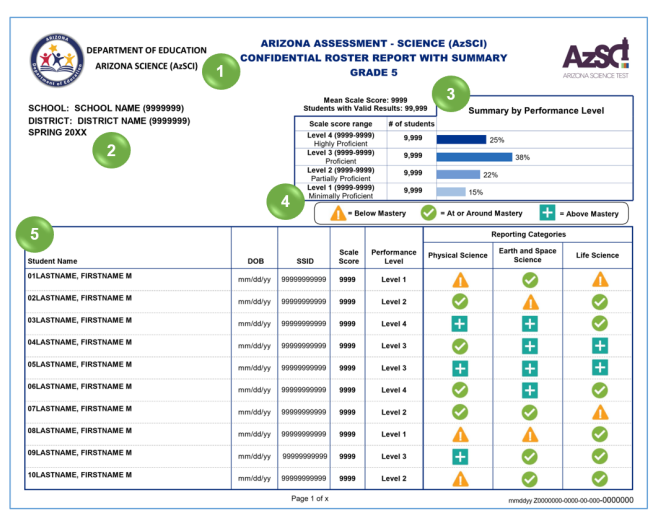 ARIZONA
Department of Education
DEPARTMENT OF EDUCATION
ARIZONA SCIENCE (AzSCI)
1
ARIZONA ASSESSMENT - SCIENCE (AzSCI)
CONFIDENTIAL ROSTER REPORT WITH SUMMARY
GRADE 5
AzSCI
ARIZONA SCIENCE TEST
SCHOOL: SCHOOL NAME (9999999)
DISTRICT: DISTRICT NAME (9999999)
SPRING 20XX
2
Mean Scale Score: 9999
Students with Valid Results: 99,999
3
Summary by Performance Level
Scale score range # of students
Level 4 (9999-9999) 9,999 25%
Highly Proficient
Level 3 (9999-9999) 9,999 38%
Proficient
Level 2 (9999-9999) 9,999 22%
Partially Proficient
Level 1 (9999-9999) 9,999 15%
Minimally Proficient
4
= Below Mastery = At or Around Mastery = Above Mastery
5
Reporting Categories
Student Name DOB SSID Scale Score Performance Level Physical Science Earth and Space Science Life Science
01LASTNAME, FIRSTNAME M mm/dd/yy 99999999999 9999 Level 1
02LASTNAME, FIRSTNAME M mm/dd/yy 99999999999 9999 Level 2
03LASTNAME, FIRSTNAME M mm/dd/yy 99999999999 9999 Level 4
04LASTNAME, FIRSTNAME M mm/dd/yy 99999999999 9999 Level 3
05LASTNAME, FIRSTNAME M mm/dd/yy 99999999999 9999 Level 3
06LASTNAME, FIRSTNAME M mm/dd/yy 99999999999 9999 Level 4
07LASTNAME, FIRSTNAME M mm/dd/yy 99999999999 9999 Level 2
08LASTNAME, FIRSTNAME M mm/dd/yy 99999999999 9999 Level 1
09LASTNAME, FIRSTNAME M mm/dd/yy 99999999999 9999 Level 3
10LASTNAME, FIRSTNAME M mm/dd/yy 99999999999 9999 Level 2
Page 1 of x
mmddyy Z0000000-0000-00-000-0000000